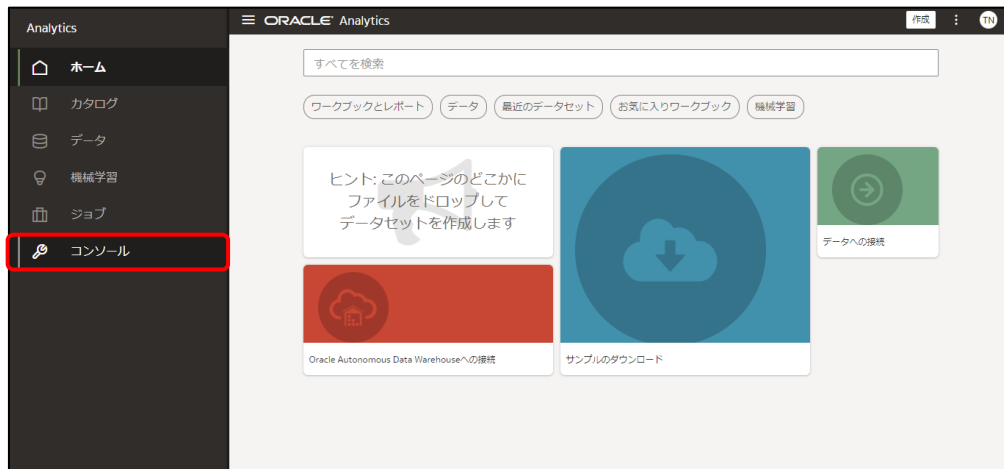 Analytics
ホーム
カタログ
データ
機械学習
ジョブ
コンソール
ORACLE Analytics
作成
TN
すべてを検索
ワークブックとレポート
データ
最近のデータセット
お気に入りワークブック
機械学習
ヒント: このページのどこかに
ファイルをドロップして
データセットを作成します
データへの接続
Oracle Autonomous Data Warehouseへの接続
サンプルのダウンロード